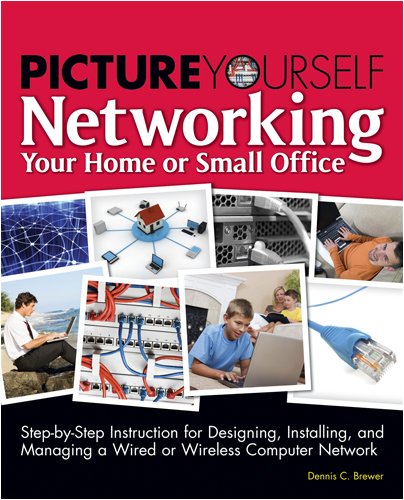 PICTUREYOURSELF
Networking
Your Home or Small Office
Step-by-Step Instruction for Designing, Installing, and
Managing a Wired or Wireless Computer Network
Dennis C. Brewer